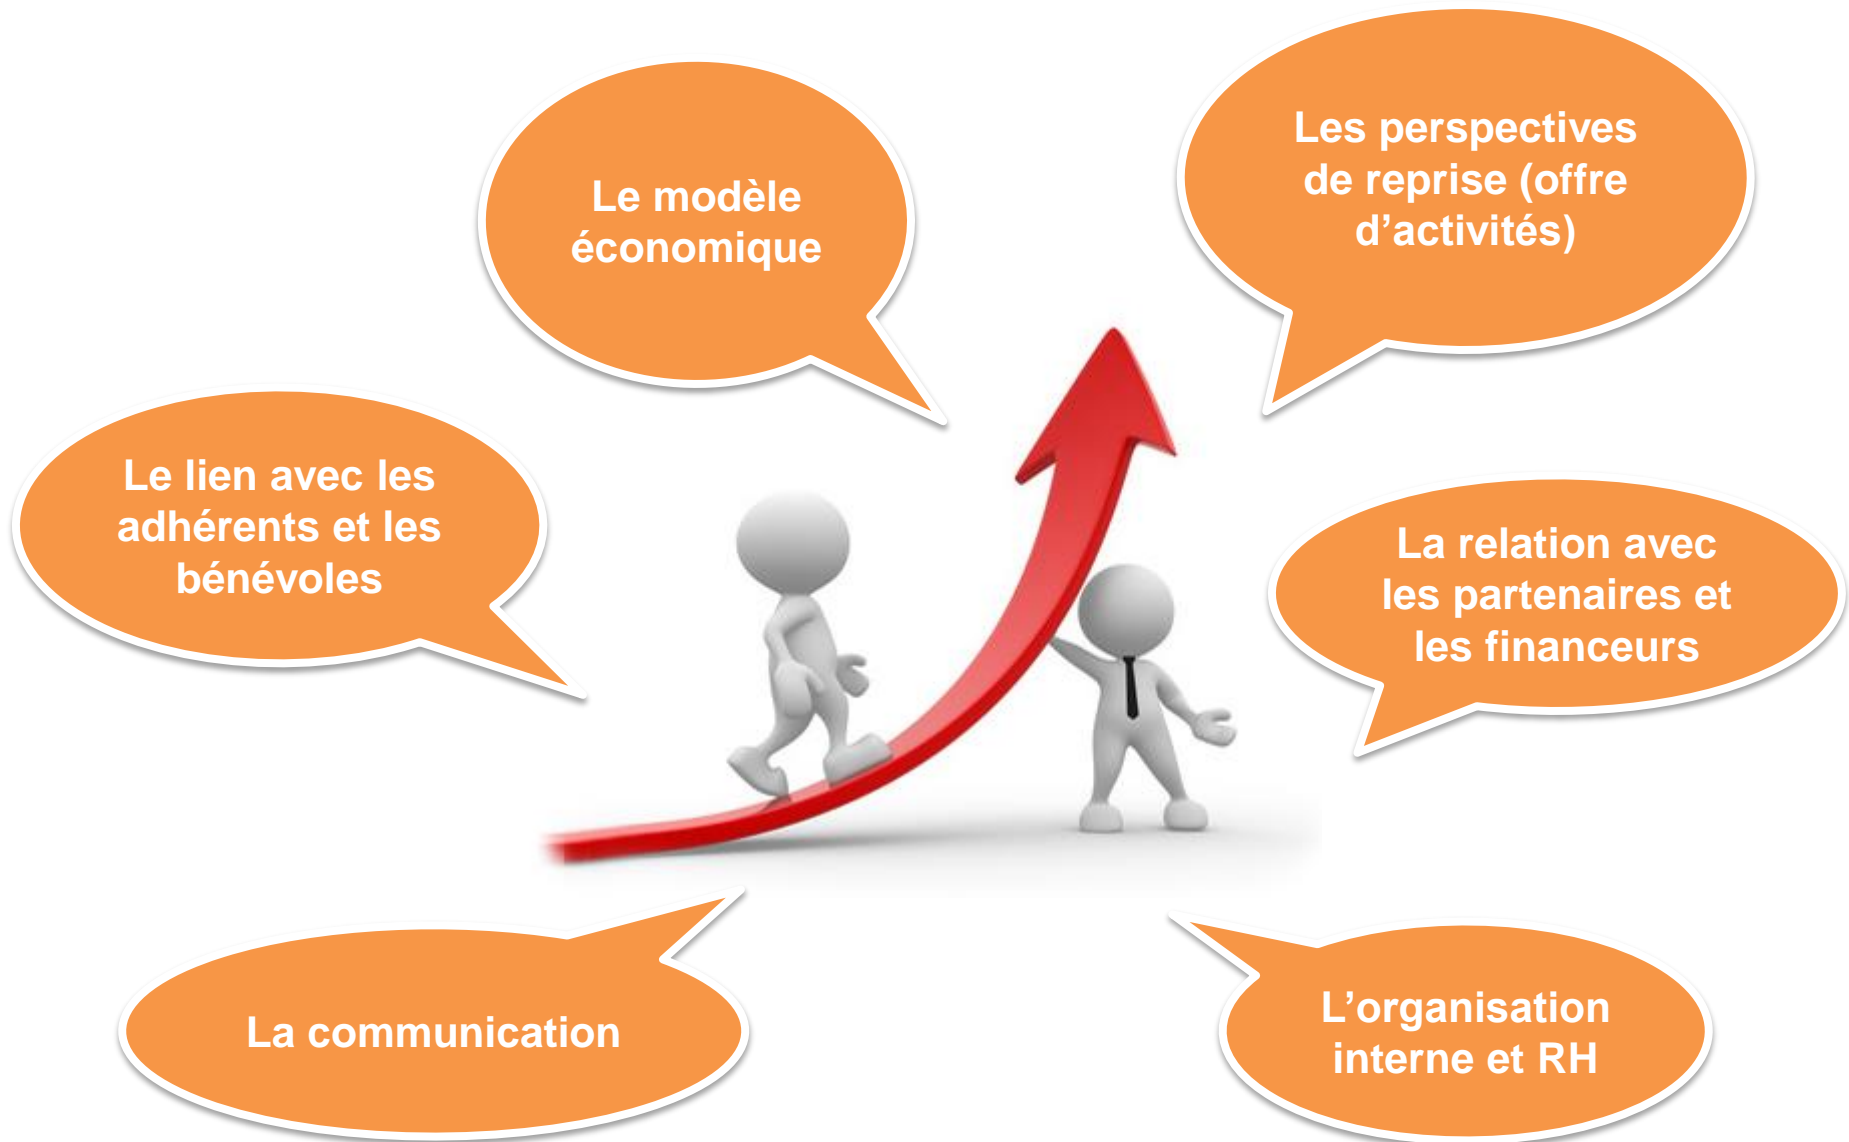 Le modèle
économique
Les perspectives
de reprise (offre
d’activités)
Le lien avec les
adhérents et les
bénévoles
La relation avec
les partenaires et
les financeurs
La communication
L’organisation
interne et RH